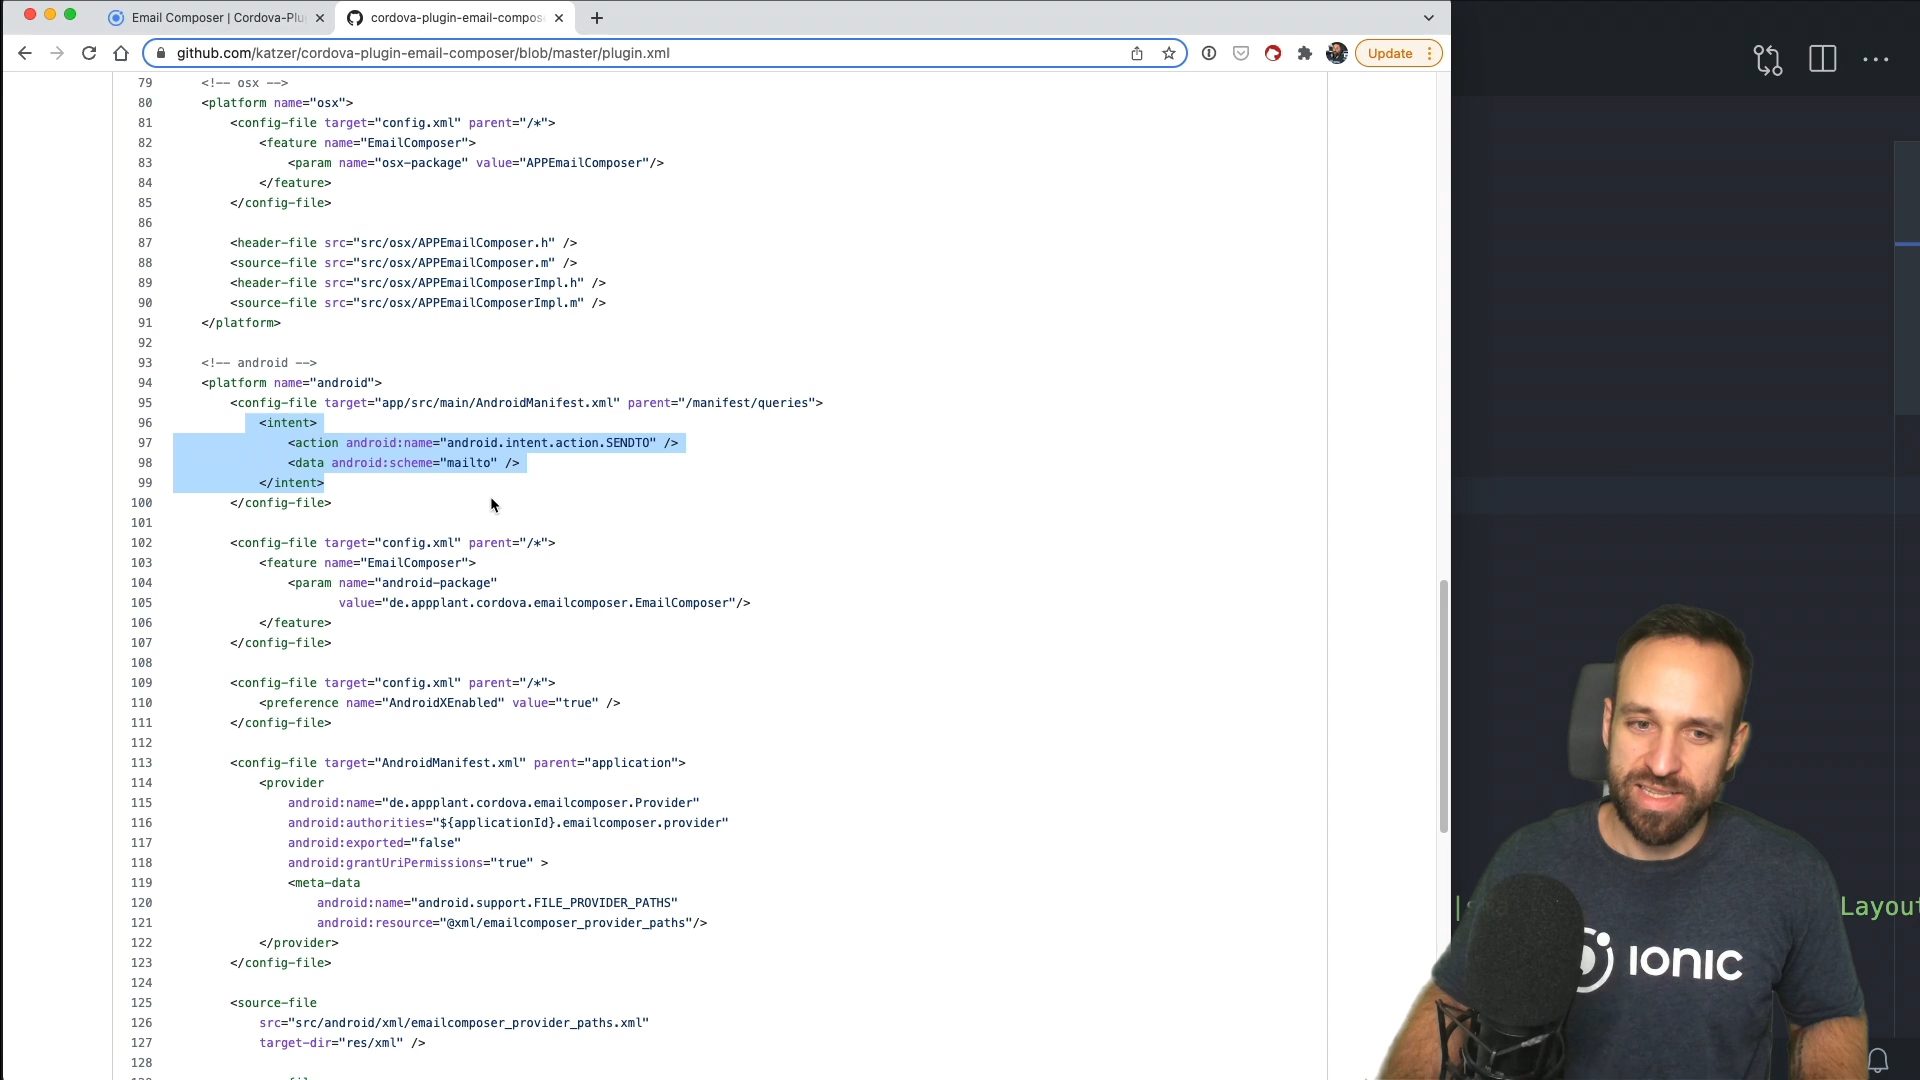 Email Composer | Cordova-Plu
cordova-plugin-email-compos
github.com/katzer/cordova-plugin-email-composer/blob/master/plugin.xml
Update
79 <!-- osx -->
80 <platform name="osx">
81 <config-file target="config.xml" parent="/*">
82 <feature name="EmailComposer">
83 <param name="osx-package" value="APPEmailComposer"/>
84 </feature>
85 </config-file>
86
87 <header-file src="src/osx/APPEmailComposer.h" />
88 <source-file src="src/osx/APPEmailComposer.m" />
89 <header-file src="src/osx/APPEmailComposerImpl.h" />
90 <source-file src="src/osx/APPEmailComposerImpl.m" />
91 </platform>
92
93 <!-- android -->
94 <platform name="android">
95 <config-file target="app/src/main/AndroidManifest.xml" parent="/manifest/queries">
96 <intent>
97 <action android:name="android.intent.action.SENDTO" />
98 <data android:scheme="mailto" />
99 </intent>
100 </config-file>
101
102 <config-file target="config.xml" parent="/*">
103 <feature name="EmailComposer">
104 <param name="android-package"
105 value="de.appplant.cordova.emailcomposer.EmailComposer"/>
106 </feature>
107 </config-file>
108
109 <config-file target="config.xml" parent="/*">
110 <preference name="AndroidXEnabled" value="true" />
111 </config-file>
112
113 <config-file target="AndroidManifest.xml" parent="application">
114 <provider
115 android:name="de.appplant.cordova.emailcomposer.Provider"
116 android:authorities="${applicationId}.emailcomposer.provider"
117 android:exported="false"
118 android:grantUriPermissions="true" >
119 <meta-data
120 android:name="android.support.FILE_PROVIDER_PATHS"
121 android:resource="@xml/emailcomposer_provider_paths"/>
122 </provider>
123 </config-file>
124
125 <source-file
126 src="src/android/xml/emailcomposer_provider_paths.xml"
127 target-dir="res/xml" />
128
Layout
IONIC